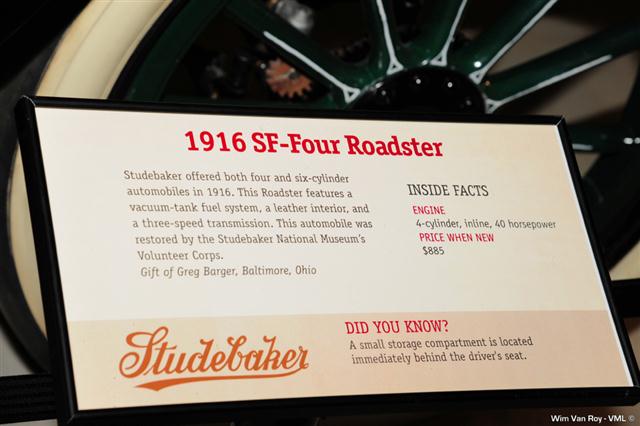 1916 SF-Four Roadster
Studebaker offered both four and six-cylinder
automobiles in 1916. This Roadster features a
vacuum-tank fuel system, a leather interior, and
a three-speed transmission. This automobile was
restored by the Studebaker National Museum's
Volunteer Corps.
Gift of Greg Barger, Baltimore, Ohio
INSIDE FACTS
ENGINE
4-cylinder, inline, 40 horsepower
PRICE WHEN NEW
$885
Studebaker
DID YOU KNOW?
A small storage compartment is located
immediately behind the driver's seat.
Wim Van Roy - VML ©